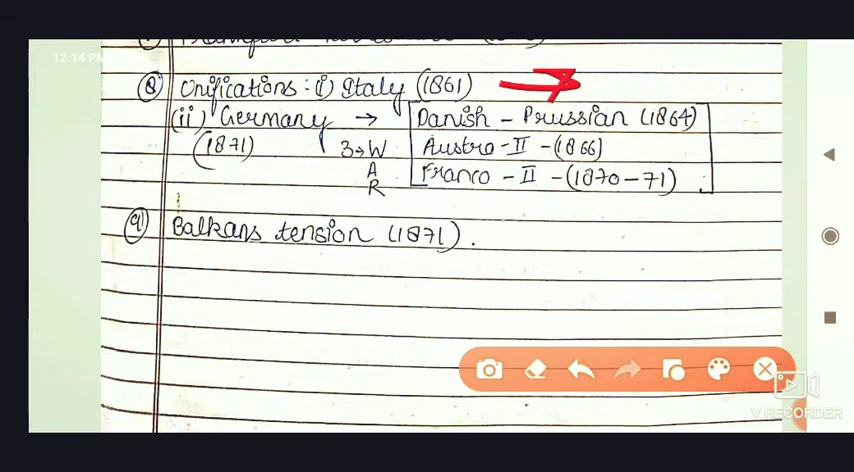 12:14 PM
(8) Unifications: (i) Italy (1861)
(ii) Germany → Danish - Prussian (1864)
(1871) 3→ W Austro - II - (1866)
A Franco - II - (1870-71)
R
(9) Balkans tension (1871).
V RECORDER